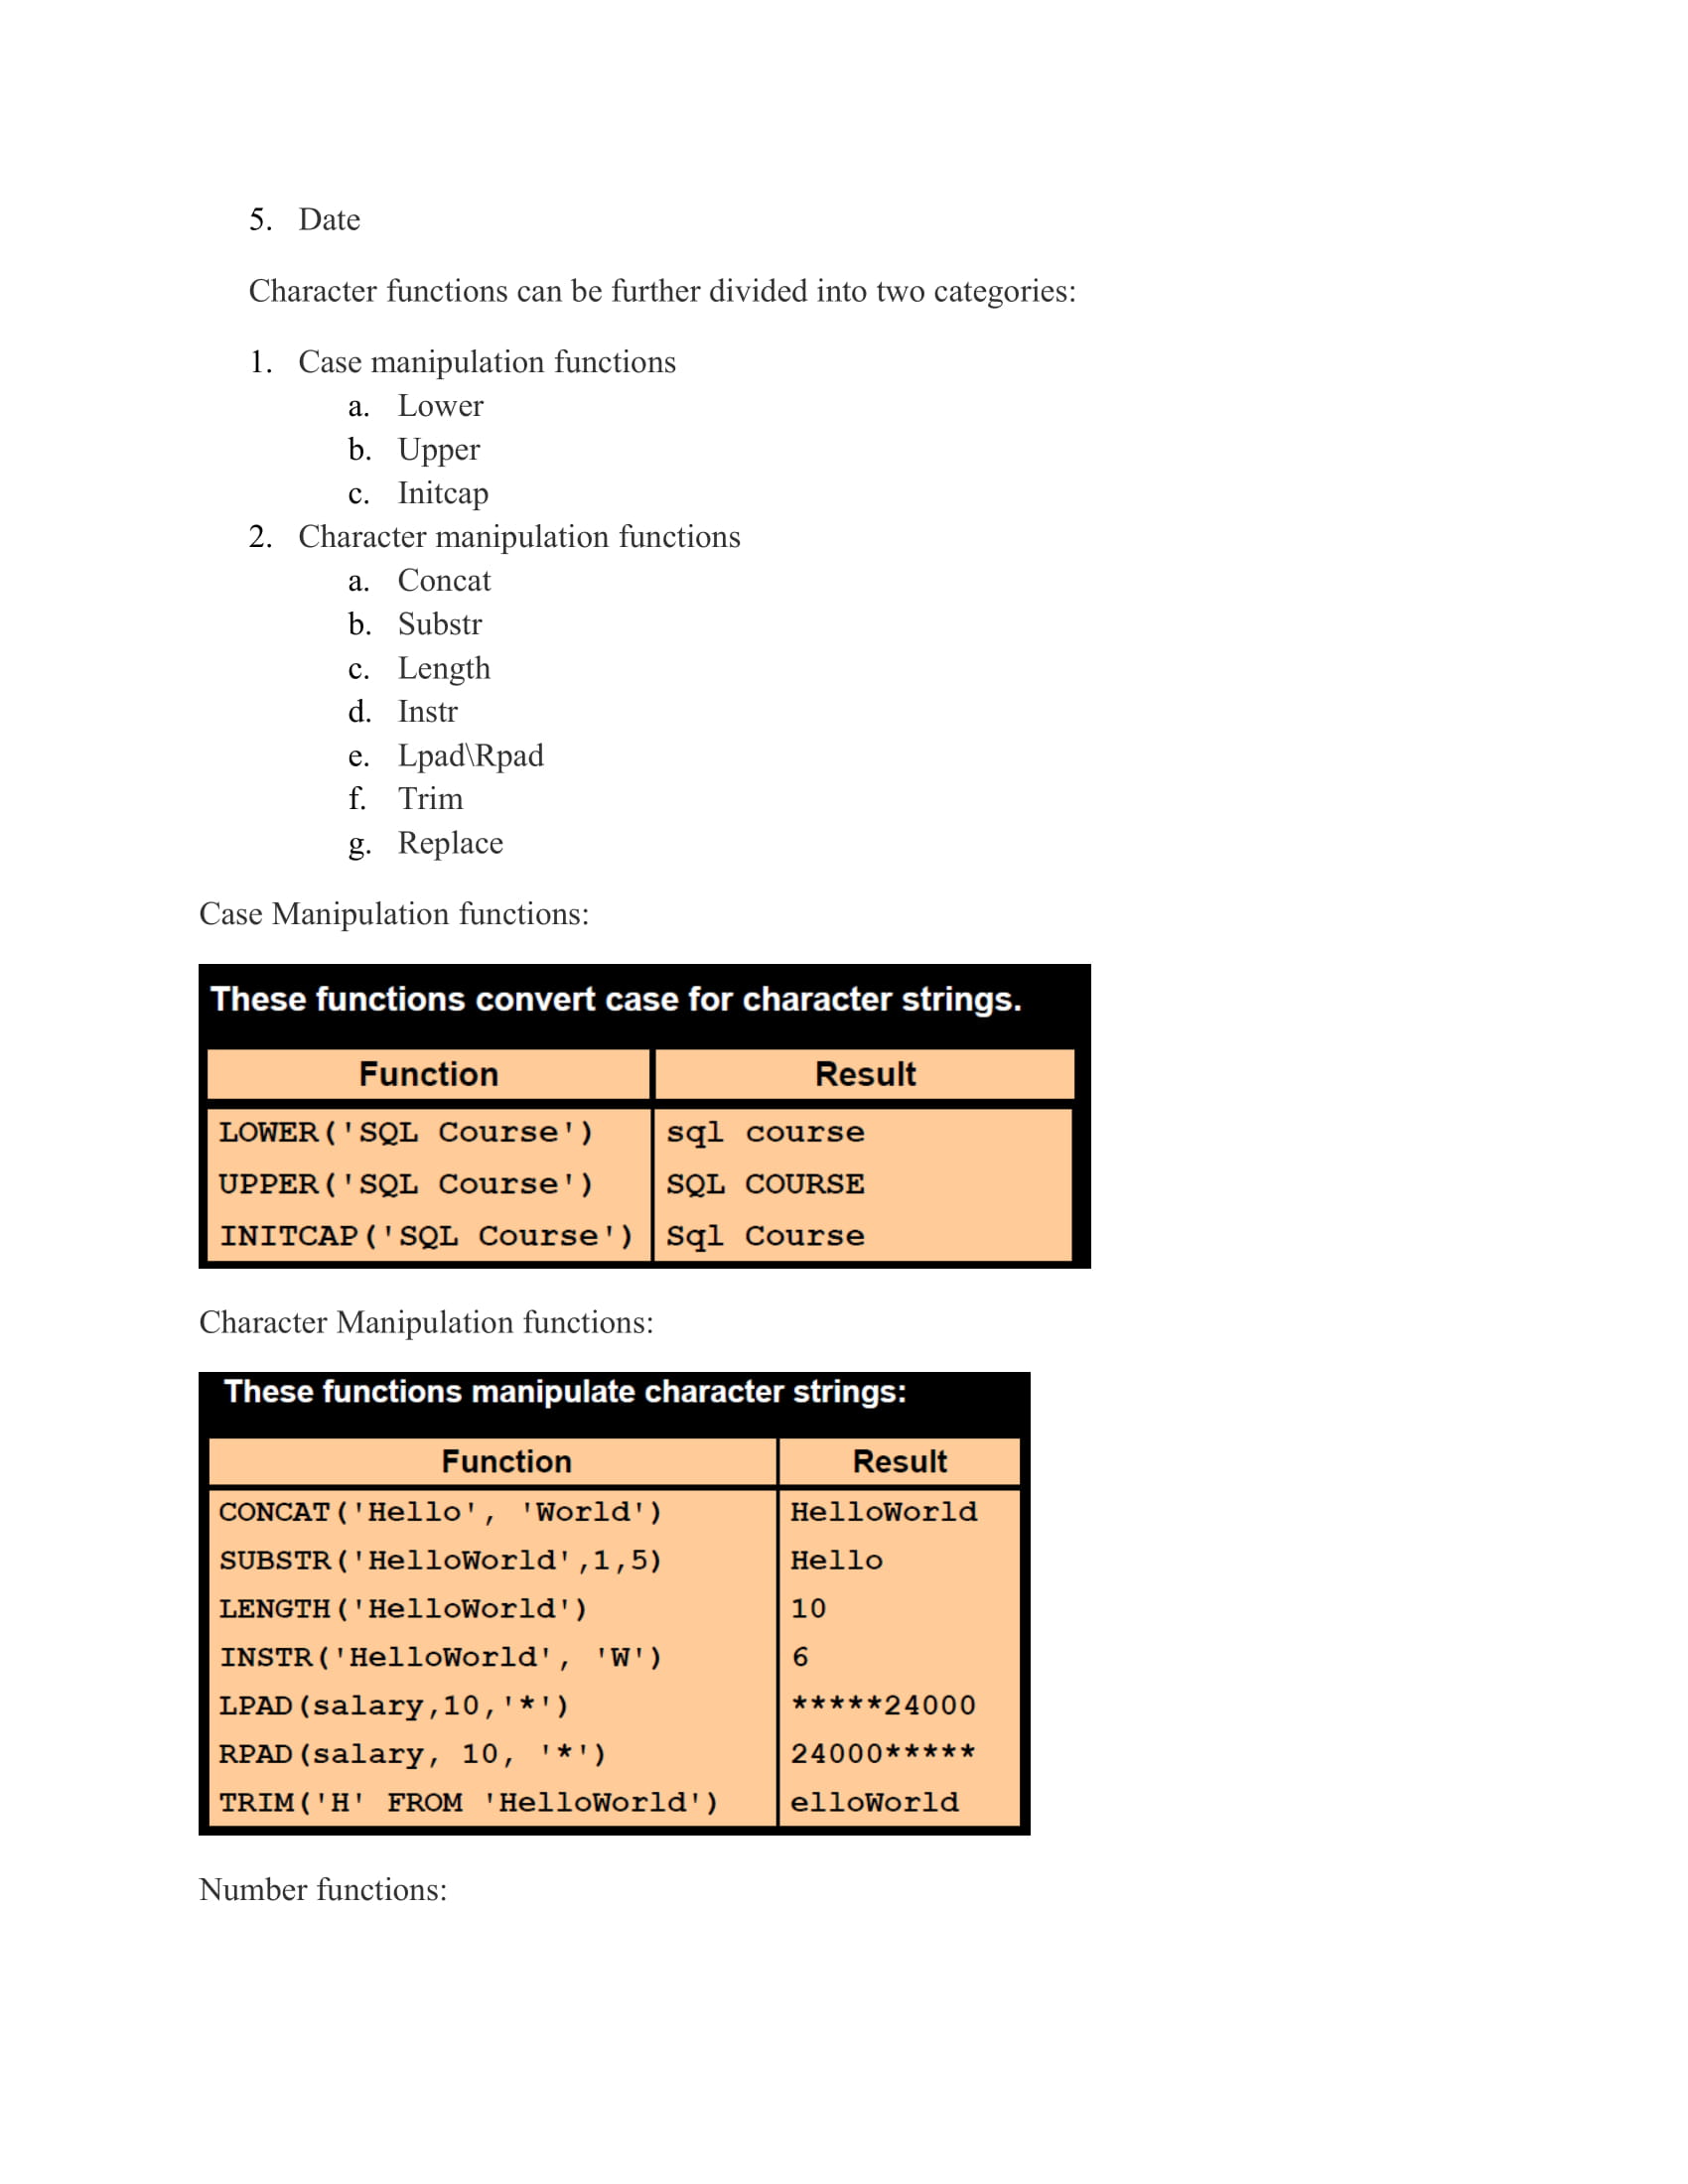 5. Date
Character functions can be further divided into two categories:
1. Case manipulation functions
a. Lower
b. Upper
c. Initcap
2. Character manipulation functions
a. Concat
b. Substr
c. Length
d. Instr
e. Lpad\Rpad
f. Trim
g. Replace
Case Manipulation functions:
These functions convert case for character strings.
Function Result
LOWER('SQL Course') sql course
UPPER('SQL Course') SQL COURSE
INITCAP('SQL Course') Sql Course
Character Manipulation functions:
These functions manipulate character strings:
Function Result
CONCAT('Hello', 'World') HelloWorld
SUBSTR('HelloWorld',1,5) Hello
LENGTH('HelloWorld') 10
INSTR('HelloWorld', 'W') 6
LPAD(salary,10,'*') *****24000
RPAD(salary, 10, '*') 24000*****
TRIM('H' FROM 'HelloWorld') elloWorld
Number functions: